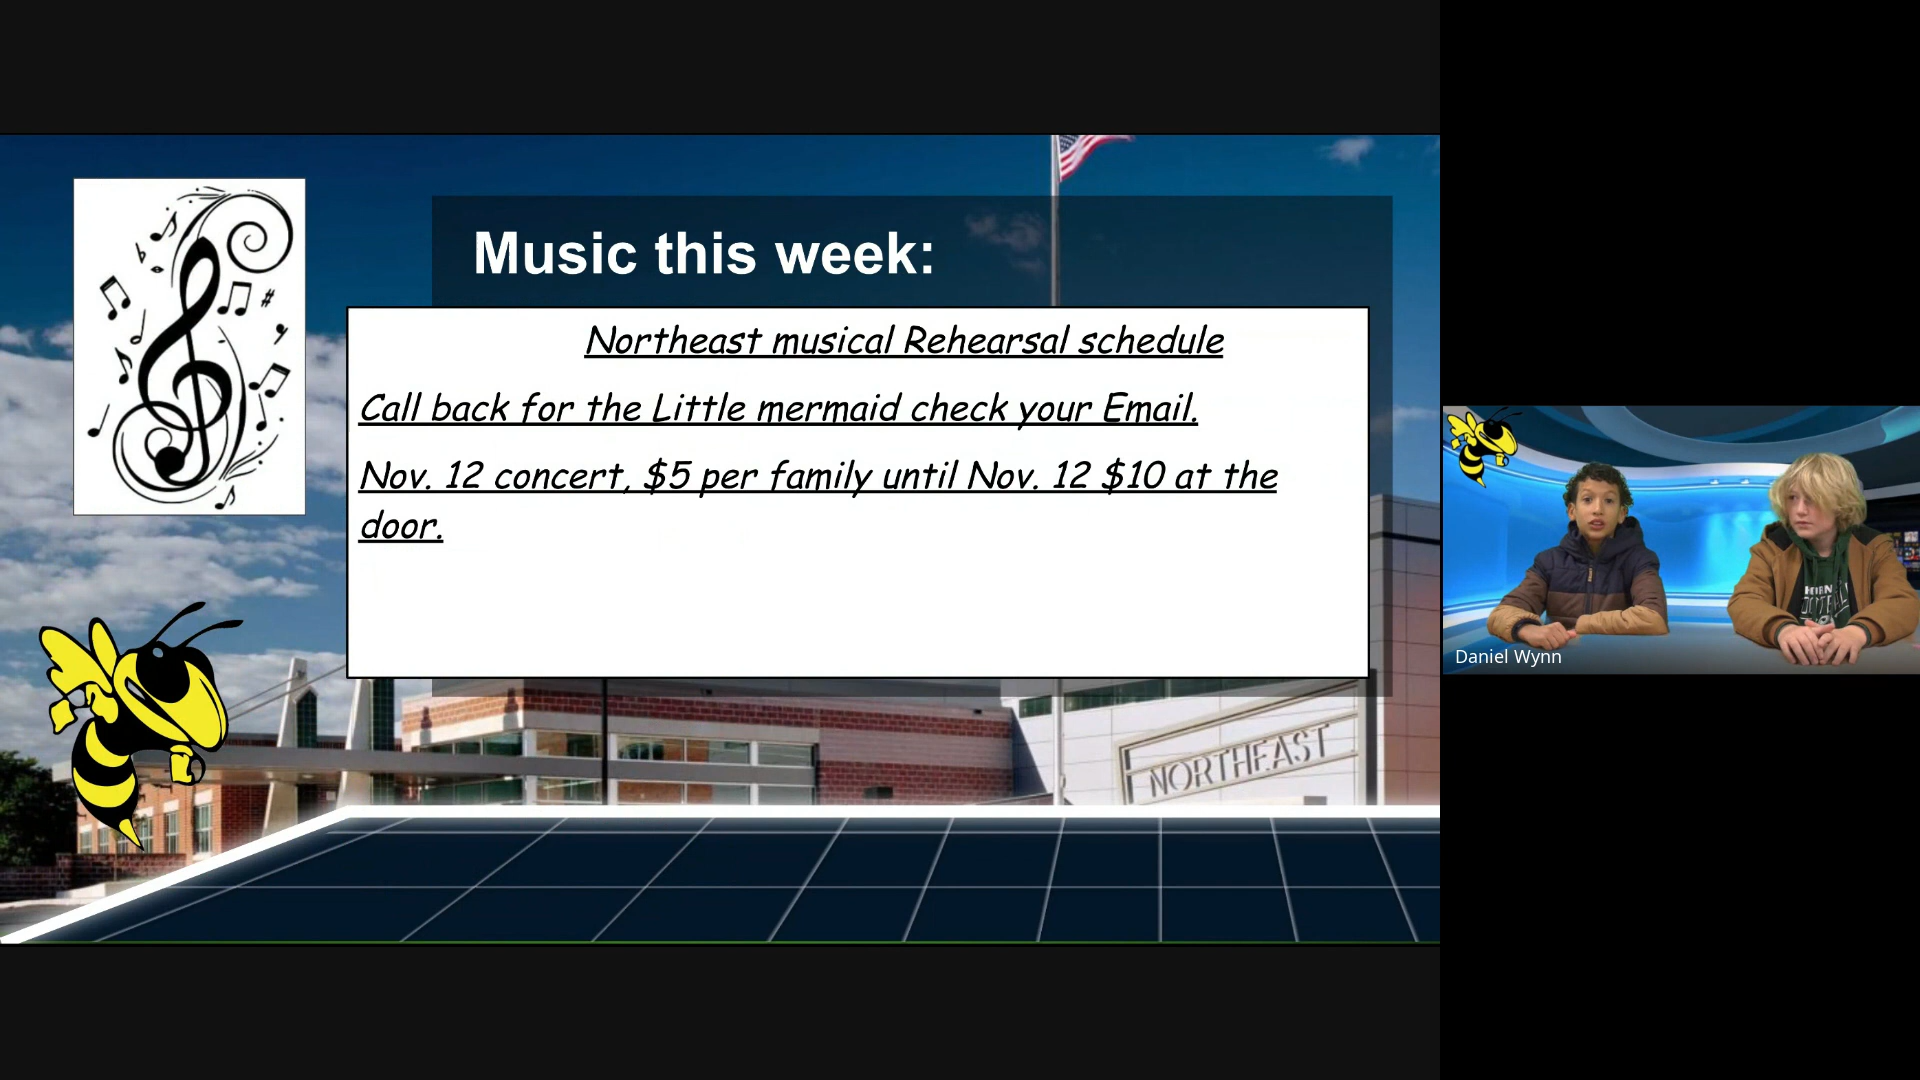 Music this week:
Northeast musical Rehearsal schedule
Call back for the Little mermaid check your Email.
Nov. 12 concert, $5 per family until Nov. 12 $10 at the
door.
NORTHEAST
Daniel Wynn